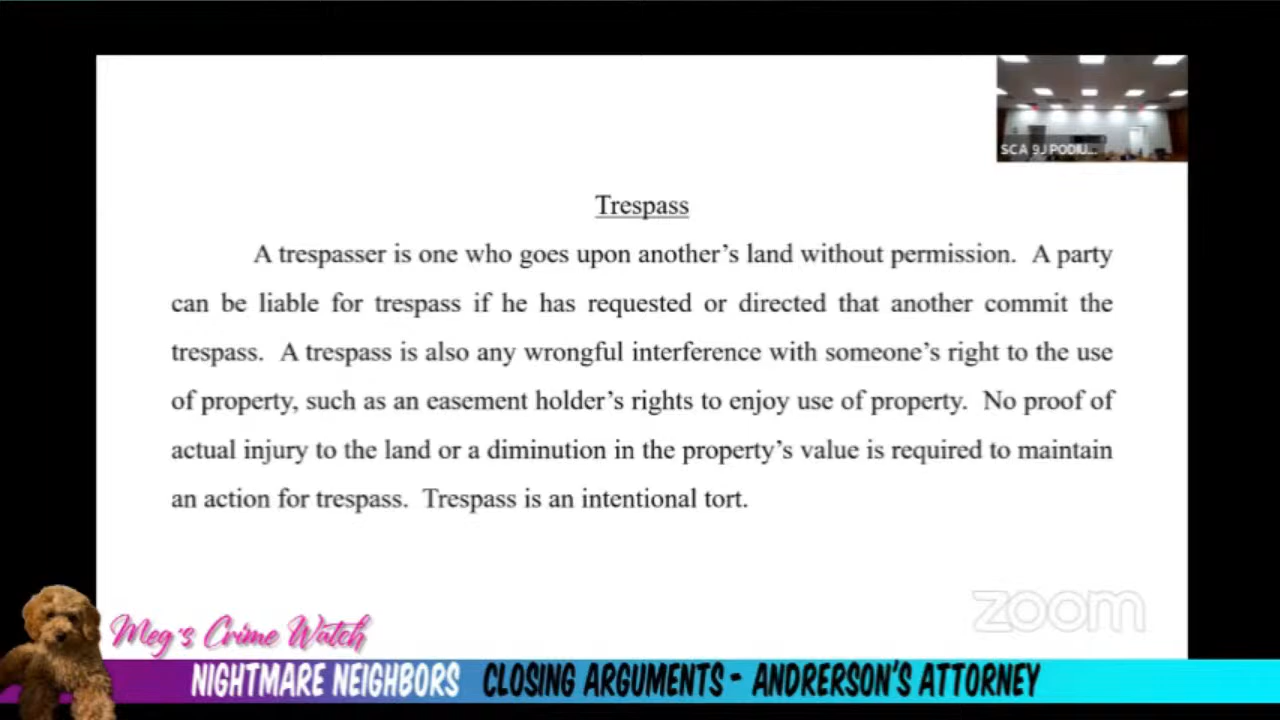 SCA 9J PODIU...
Trespass
A trespasser is one who goes upon another's land without permission. A party
can be liable for trespass if he has requested or directed that another commit the
trespass. A trespass is also any wrongful interference with someone's right to the use
of property, such as an easement holder's rights to enjoy use of property. No proof of
actual injury to the land or a diminution in the property's value is required to maintain
an action for trespass. Trespass is an intentional tort.
zoom
Meg's Crime Watch
NIGHTMARE NEIGHBORS CLOSING ARGUMENTS - ANDRERSON'S ATTORNEY